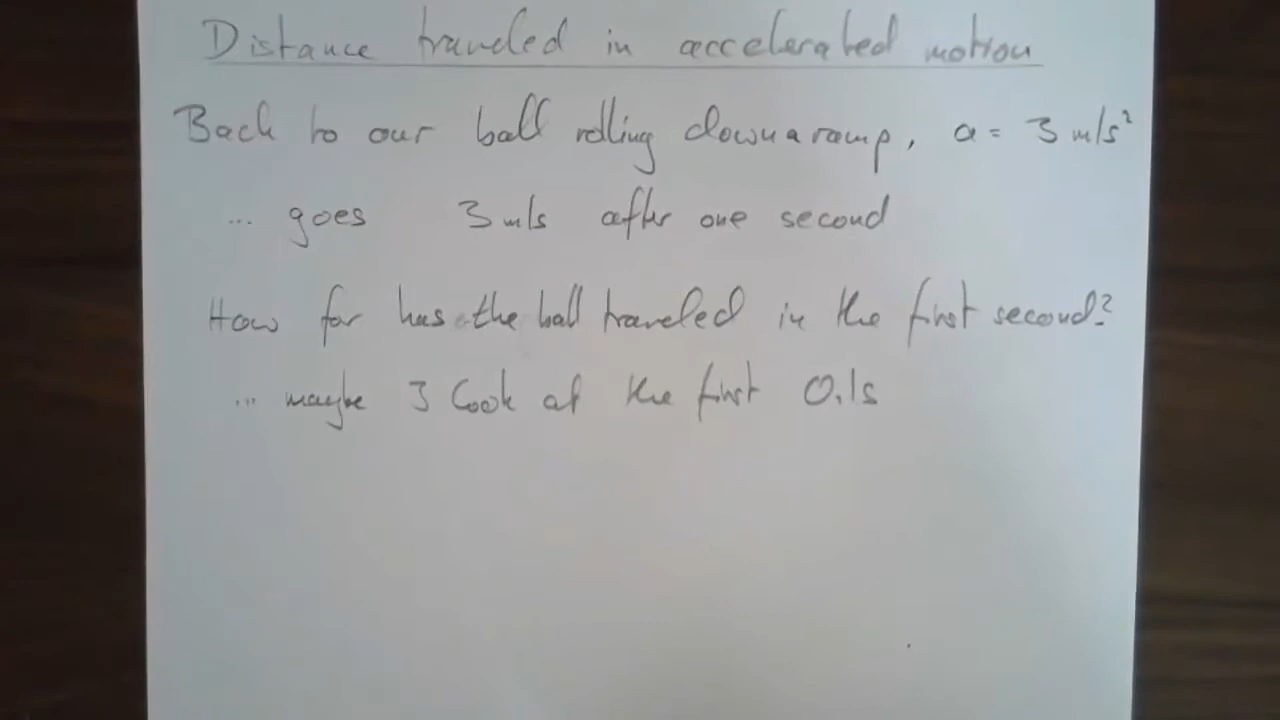 Distance traveled in accelerated motion
Back to our ball rolling down a ramp, a = 3 m/s²
... goes 3 m/s after one second
How far has the ball traveled in the first second?
... maybe I look at the first 0.1s